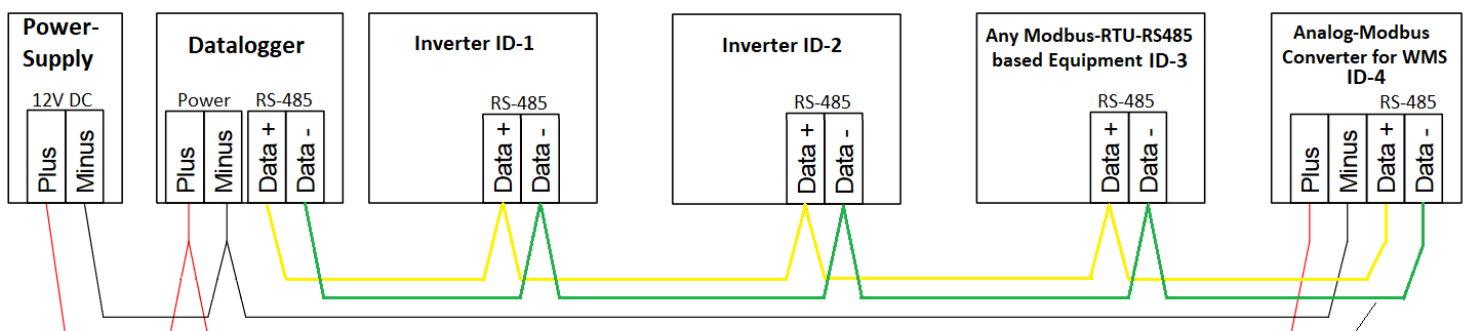 Power-
Supply
12V DC
Plus
Minus
Datalogger
Power
RS-485
Plus
Minus
Data +
Data -
Inverter ID-1
RS-485
Data +
Data -
Inverter ID-2
RS-485
Data +
Data -
Any Modbus-RTU-RS485
based Equipment ID-3
RS-485
Data +
Data -
Analog-Modbus
Converter for WMS
ID-4
RS-485
Plus
Minus
Data +
Data -